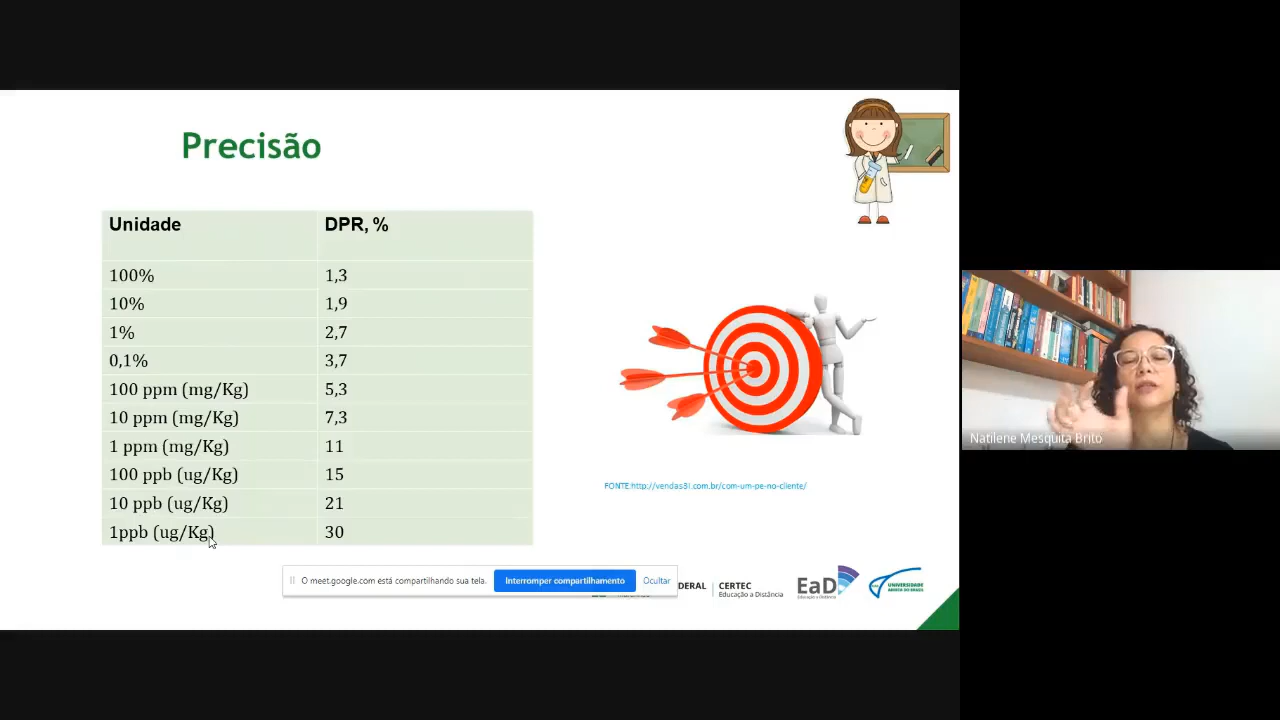 Precisão
Unidade DPR, %
100% 1,3
10% 1,9
1% 2,7
0,1% 3,7
100 ppm (mg/Kg) 5,3
10 ppm (mg/Kg) 7,3
1 ppm (mg/Kg) 11
100 ppb (ug/Kg) 15
10 ppb (ug/Kg) 21
1ppb (ug/Kg) 30
FONTE:http://vendas81.com.br/com-um-pe-no-cliente/
Natilene Mesquita Brito
O meet.google.com está compartilhando sua tela.
Interromper compartilhamento
Ocultar
DERAL
CERTEC
Educação a Distância
EaD
Educação a Distância
UNIVERSIDADE
ABERTA DO BRASIL